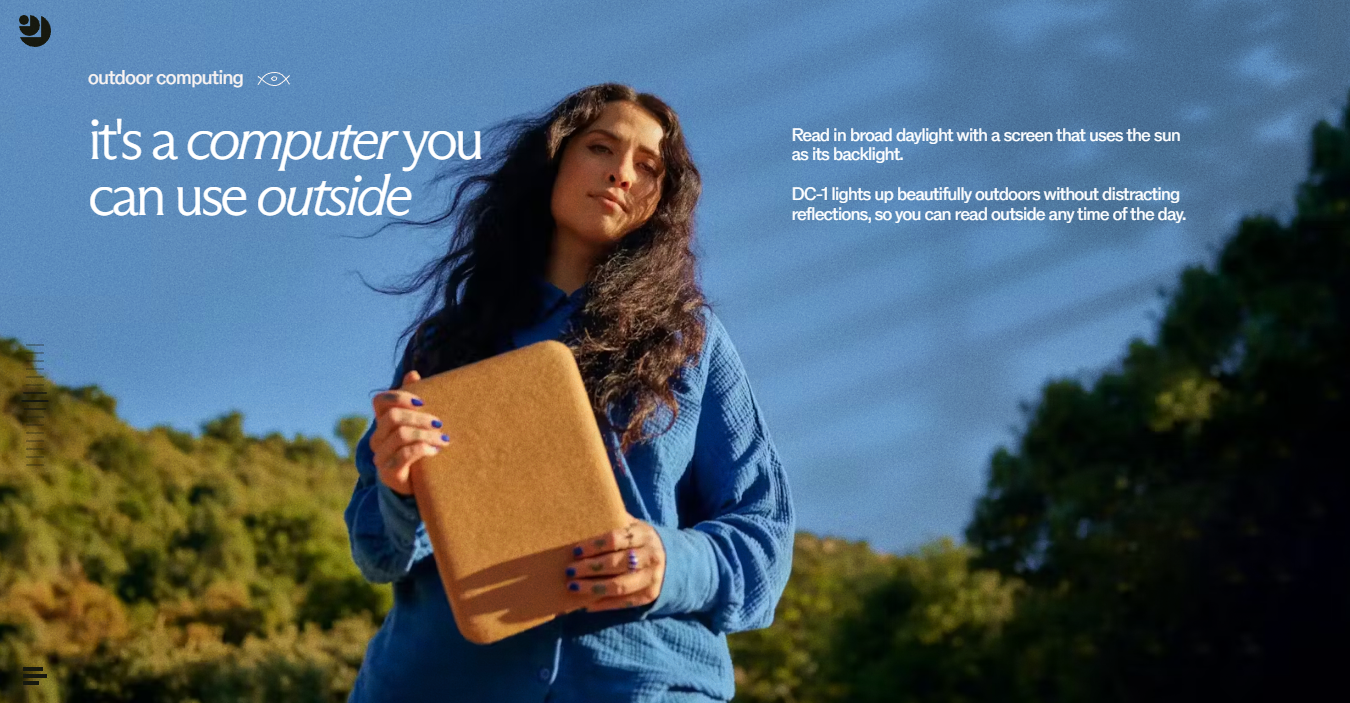 outdoor computing
it's a computer you
can use outside
Read in broad daylight with a screen that uses the sun
as its backlight.
DC-1 lights up beautifully outdoors without distracting
reflections, so you can read outside any time of the day.